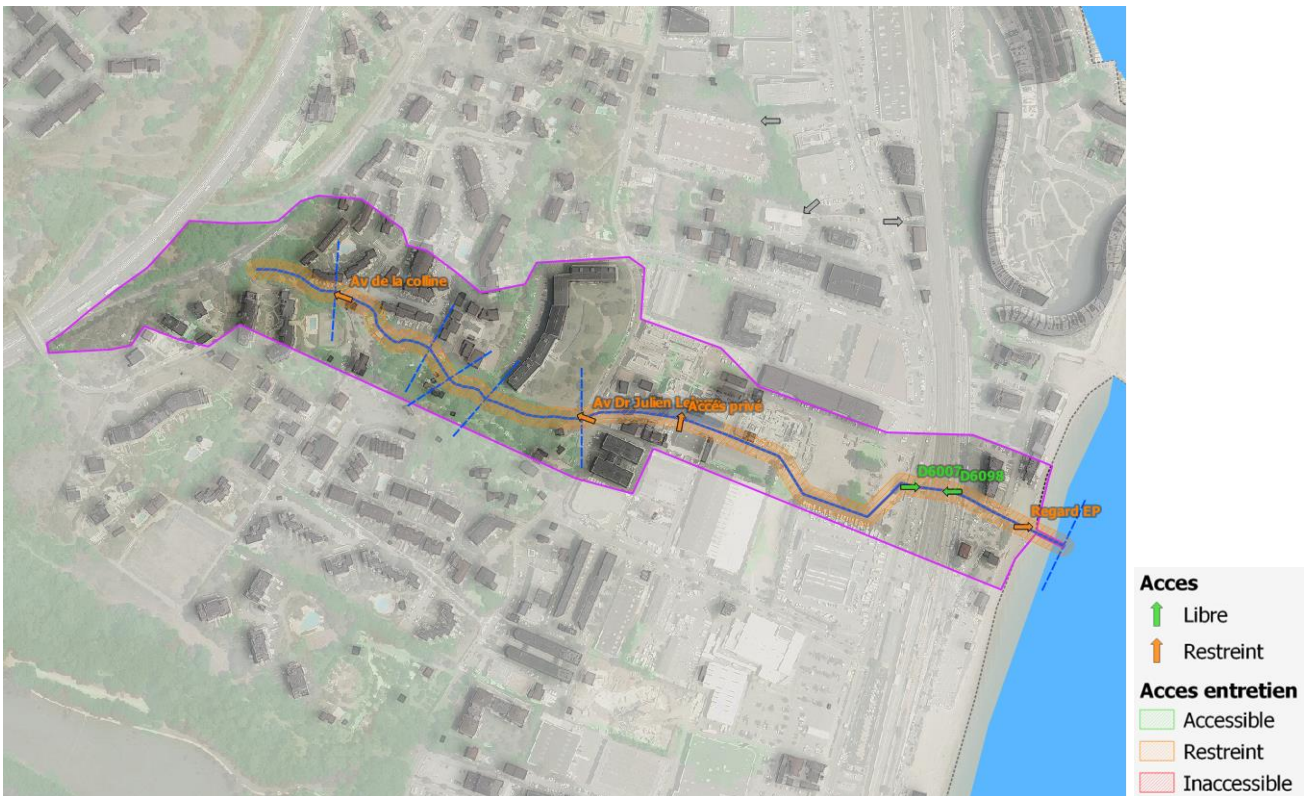 Av de la colline
Av Dr Julien
Accès privé
D6007
D6098
Regard EP
Acces
Libre
Restreint
Acces entretien
Accessible
Restreint
Inaccessible